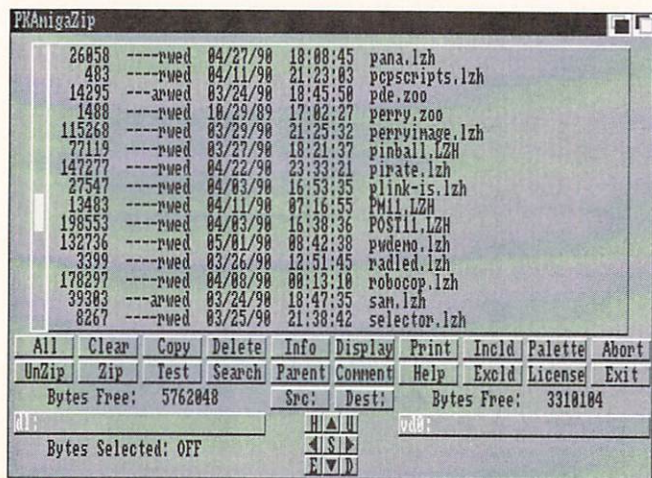 PKAmigaZip
26058 ----rwed 04/27/90 18:08:45 pana.lzh
483 ----rwed 04/11/90 21:23:03 pcpscripts.lzh
14295 ---arwed 03/24/90 18:45:50 pde.zoo
1488 ----rwed 10/29/89 17:02:27 perry.zoo
115268 ----rwed 03/29/90 21:25:32 perryimage.lzh
77119 ----rwed 03/27/90 18:21:37 pinball.LZH
147277 ----rwed 04/22/90 23:33:21 pirate.lzh
27547 ----rwed 04/03/90 16:53:35 plink-is.lzh
13483 ----rwed 04/11/90 07:16:55 PM11.LZH
198553 ----rwed 04/03/90 16:38:36 POST11.LZH
132736 ----rwed 05/01/90 08:42:38 pwdemo.lzh
3399 ----rwed 03/26/90 12:51:45 radled.lzh
178297 ----rwed 04/08/90 00:13:10 robocop.lzh
39303 ---arwed 03/24/90 18:47:35 sam.lzh
8267 ----rwed 03/25/90 21:38:42 selector.lzh
All Clear Copy Delete Info Display Print Incld Palette Abort
UnZip Zip Test Search Parent Comment Help Excld License Exit
Bytes Free: 5762048 Src: Dest: Bytes Free: 3310104
dl: H U vd0:
S
Bytes Selected: OFF E D